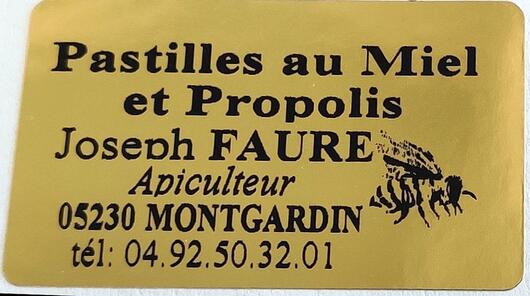 Pastilles au Miel
et Propolis
Joseph FAURE
Apiculteur
05230 MONTGARDIN
tél: 04.92.50.32.01